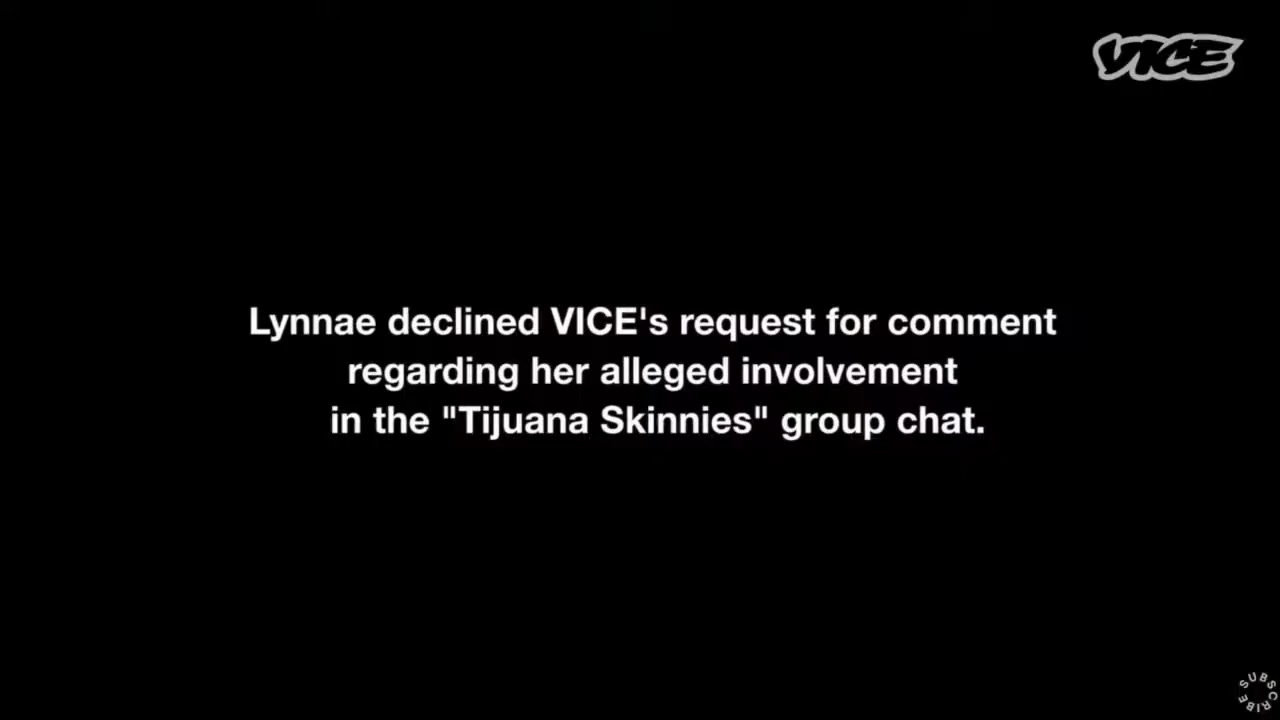 VICE
Lynnae declined VICE's request for comment
regarding her alleged involvement
in the "Tijuana Skinnies" group chat.
SUBSCRIBE